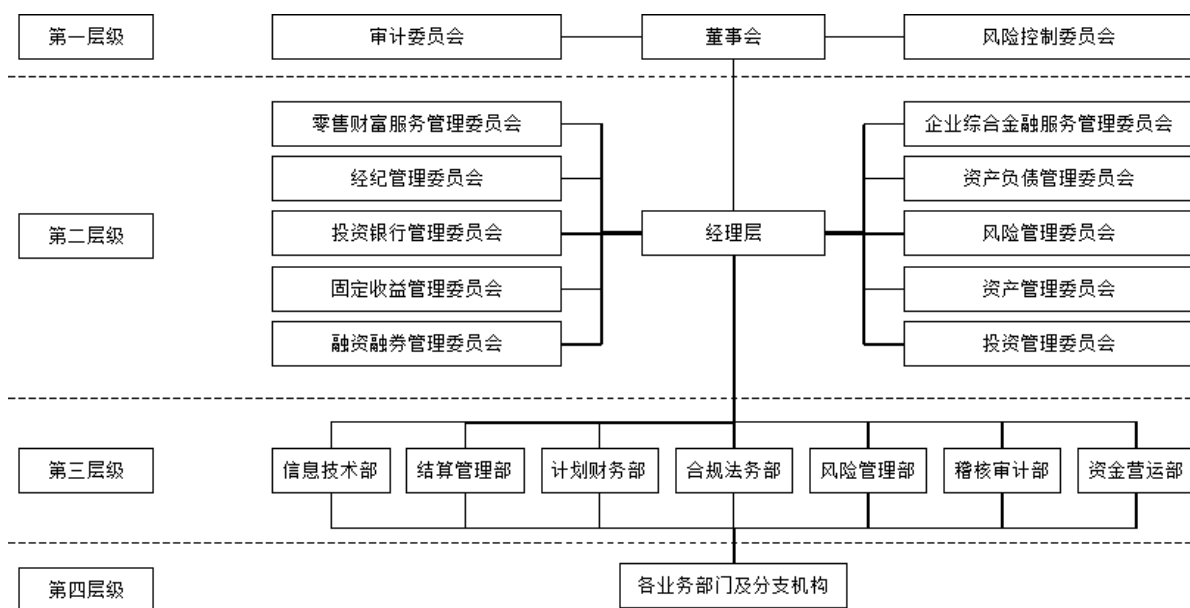 第一层级
审计委员会
董事会
风险控制委员会
零售财富服务管理委员会
企业综合金融服务管理委员会
经纪管理委员会
资产负债管理委员会
第二层级
投资银行管理委员会
经理层
风险管理委员会
固定收益管理委员会
资产管理委员会
融资融券管理委员会
投资管理委员会
第三层级
信息技术部
结算管理部
计划财务部
合规法务部
风险管理部
稽核审计部
资金营运部
第四层级
各业务部门及分支机构